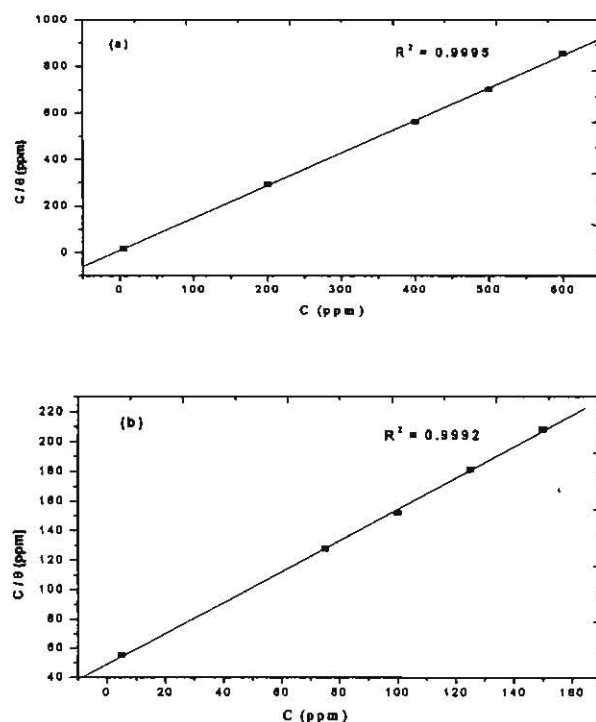 1000
(a)
R² = 0.9995
800
600
400
200
0
C / θ (ppm)
0 100 200 300 400 500 600
C (ppm)
220
(b)
R² = 0.9992
200
180
160
140
120
100
80
60
40
C / θ (ppm)
0 20 40 60 80 100 120 140 160
C (ppm)